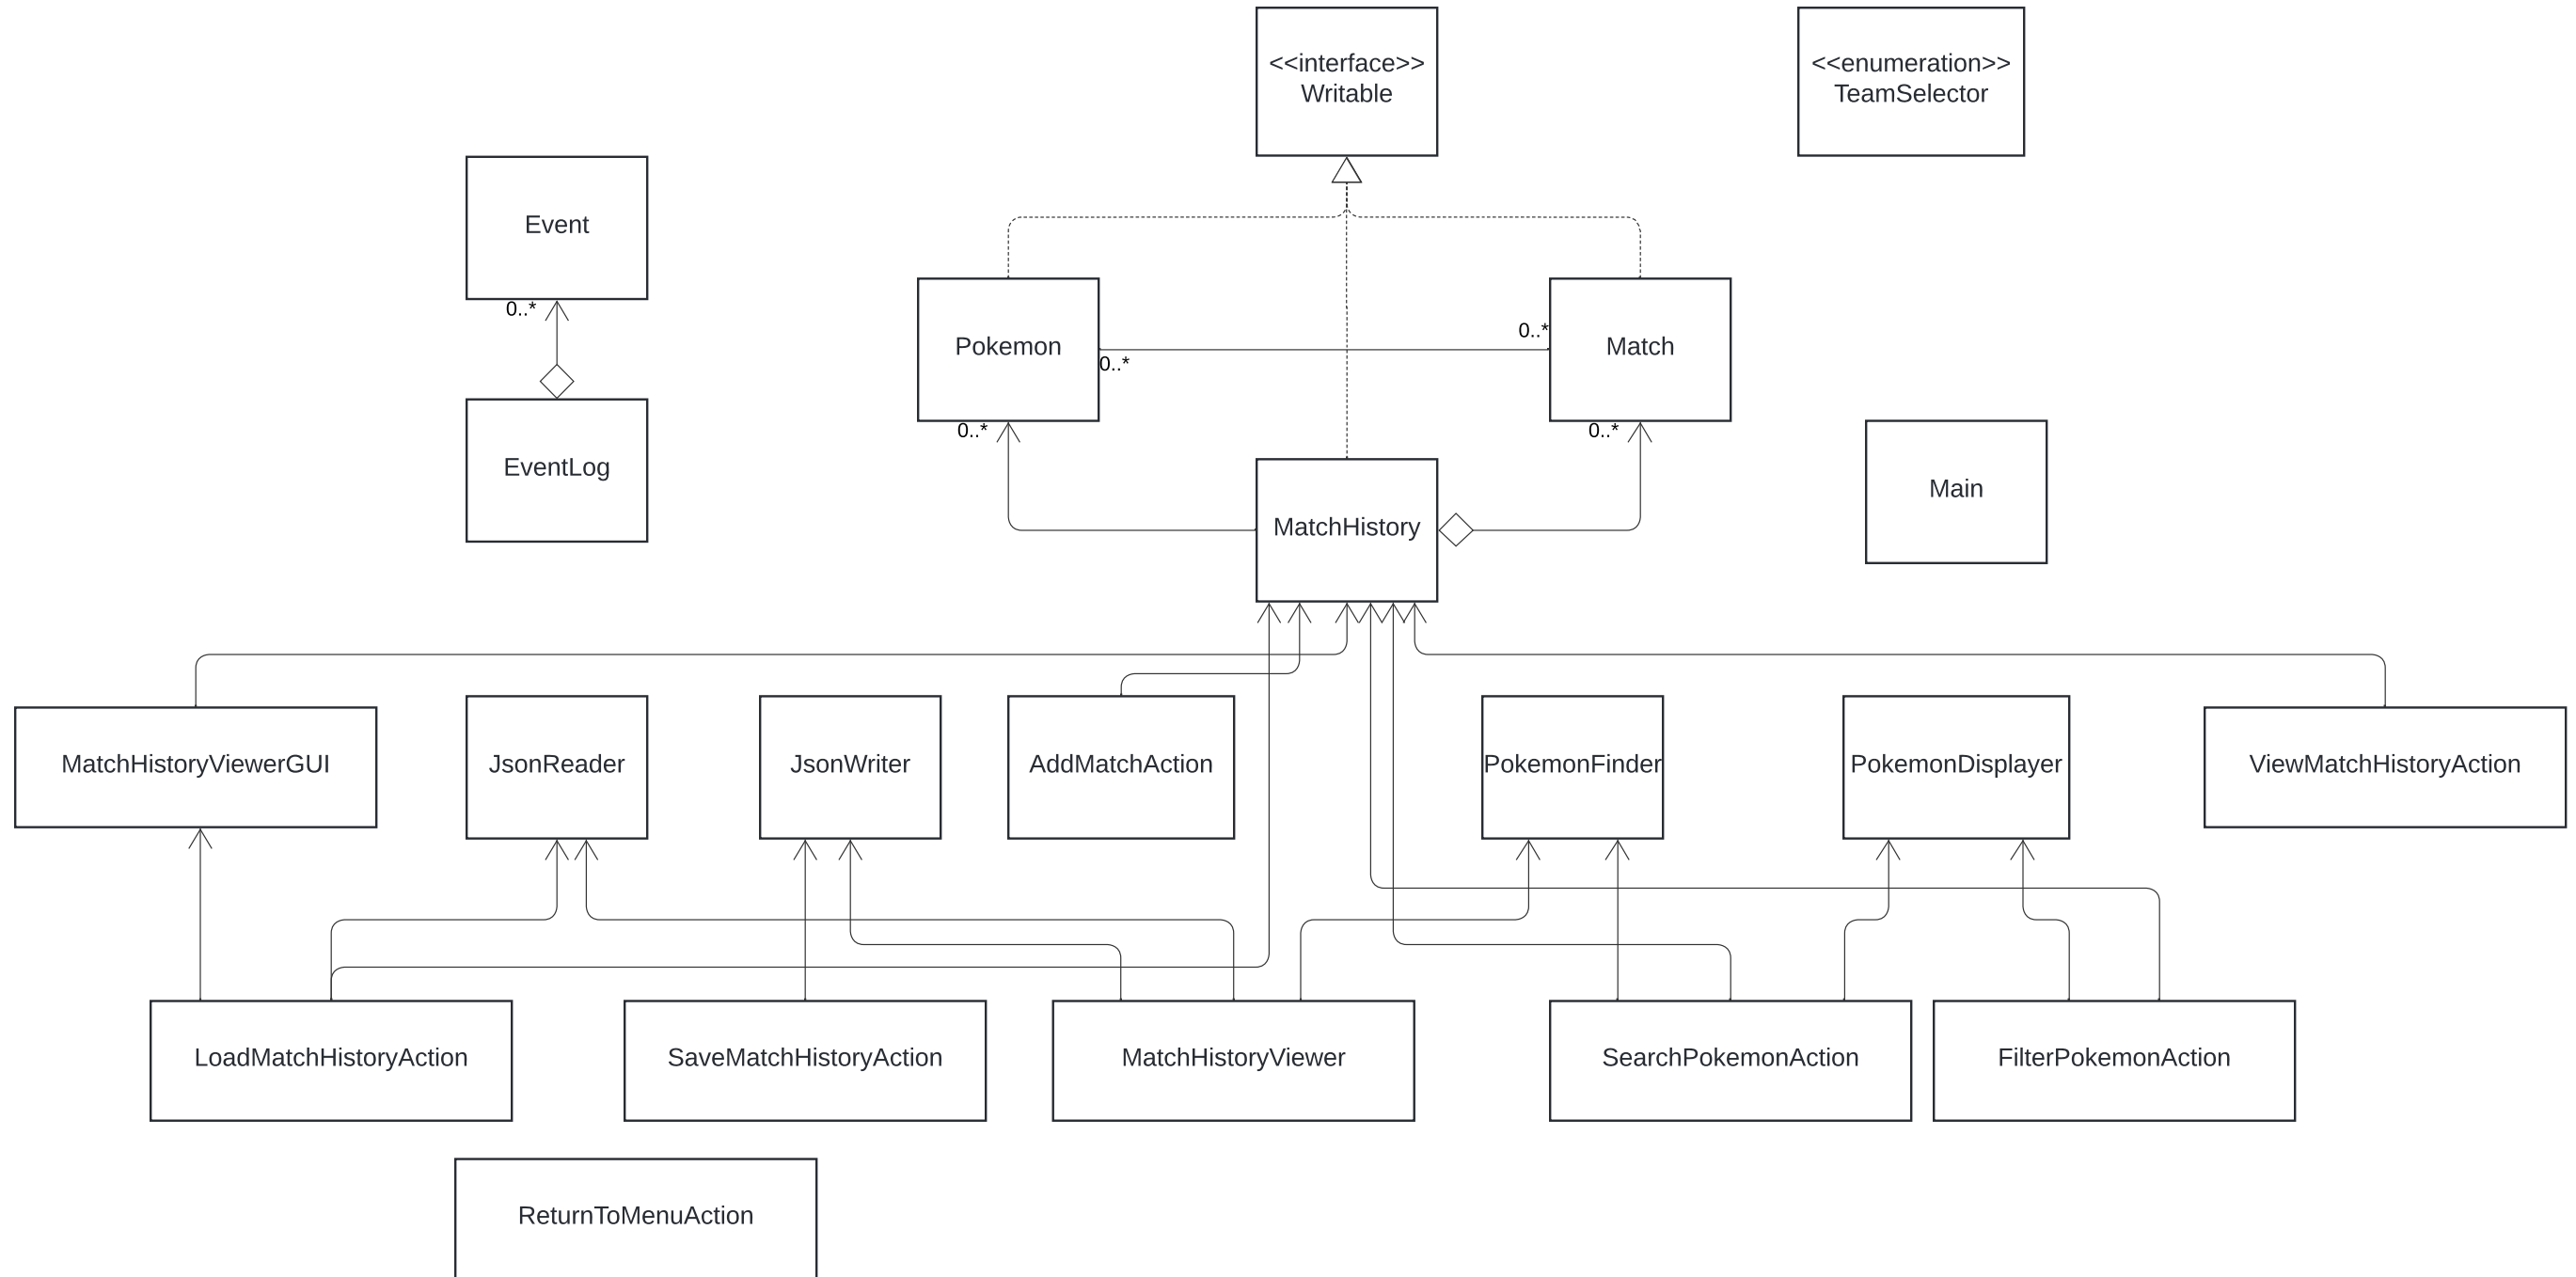 <<interface>>
Writable
<<enumeration>>
TeamSelector
Event
0..*
EventLog
Pokemon
0..*
0..*
Match
0..*
0..*
MatchHistory
Main
MatchHistoryViewerGUI
JsonReader
JsonWriter
AddMatchAction
PokemonFinder
PokemonDisplayer
ViewMatchHistoryAction
LoadMatchHistoryAction
SaveMatchHistoryAction
MatchHistoryViewer
SearchPokemonAction
FilterPokemonAction
ReturnToMenuAction